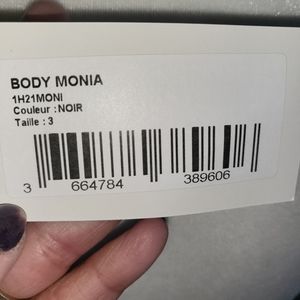 BODY MONIA
1H21MONI
Couleur : NOIR
Taille : 3
3 664784 389606